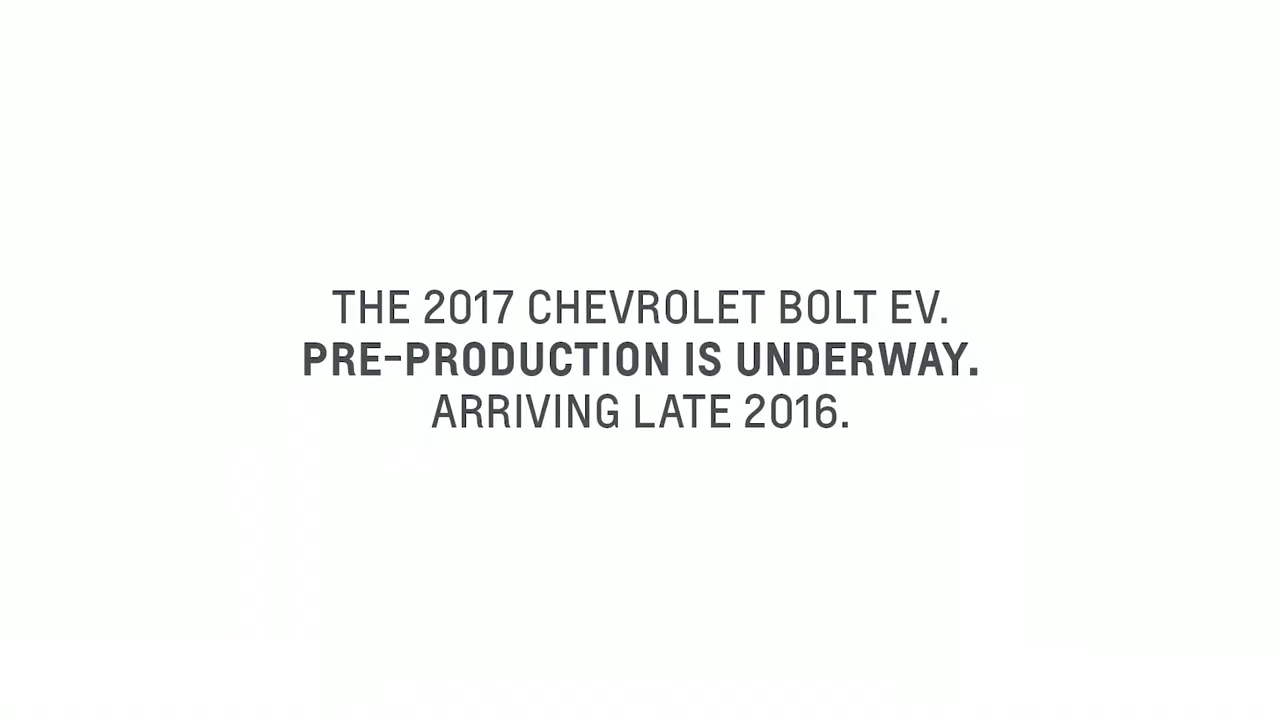 THE 2017 CHEVROLET BOLT EV.
PRE-PRODUCTION IS UNDERWAY.
ARRIVING LATE 2016.